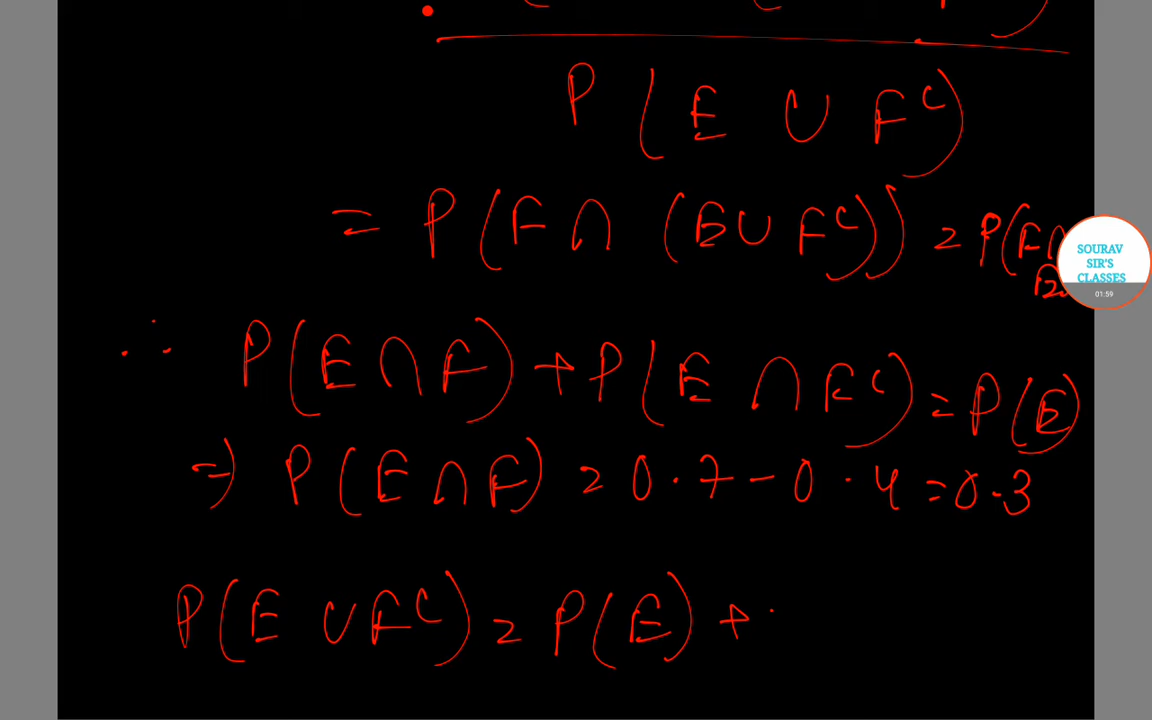 P(E ∪ F^c)
= P(F ∩ (E ∪ F^c)) = P(E ∩
∴ P(E ∩ F) + P(E ∩ F^c) = P(E)
⇒ P(E ∩ F) = 0.7 - 0.4 = 0.3
P(E ∪ F^c) = P(E) +
SOURAV
SIR'S
CLASSES
01:59